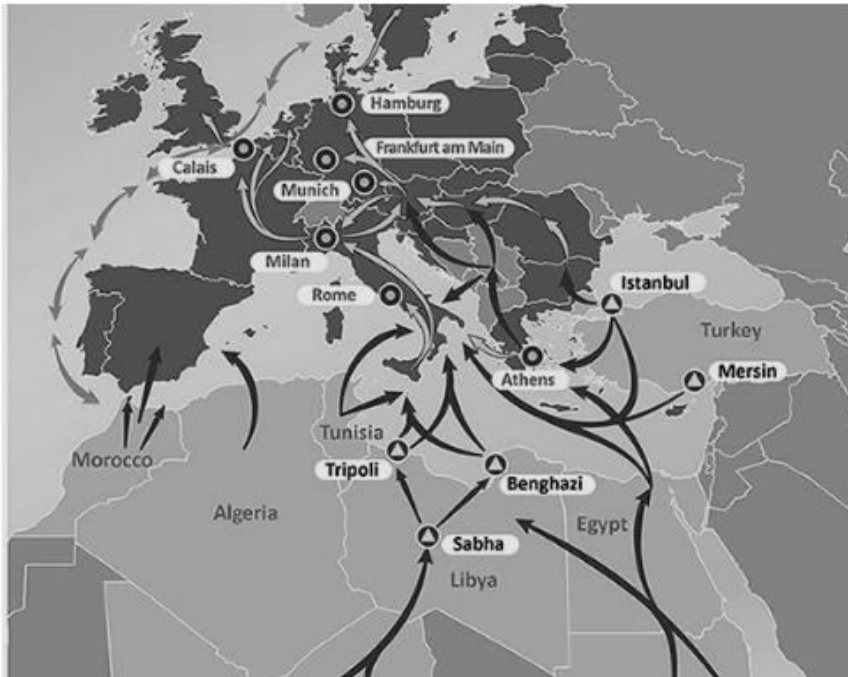 Hamburg
Frankfurt am Main
Calais
Munich
Milan
Rome
Istanbul
Turkey
Mersin
Athens
Tunisia
Morocco
Tripoli
Benghazi
Algeria
Egypt
Sabha
Libya